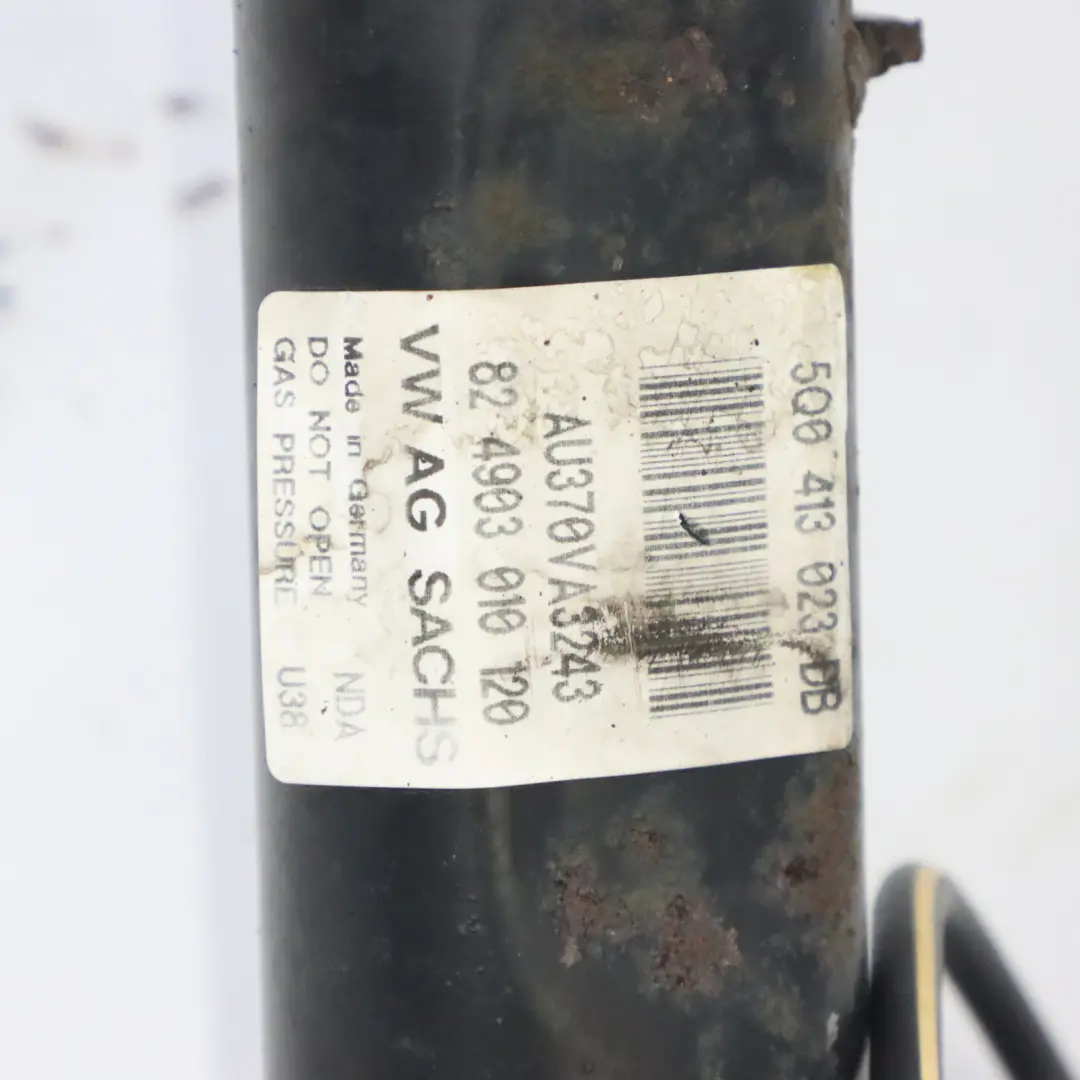 5Q0 413 023 DB
AU370VA3243
82 4903 010 120
VW AG SACHS
Made in Germany NDA
DO NOT OPEN
GAS PRESSURE U38